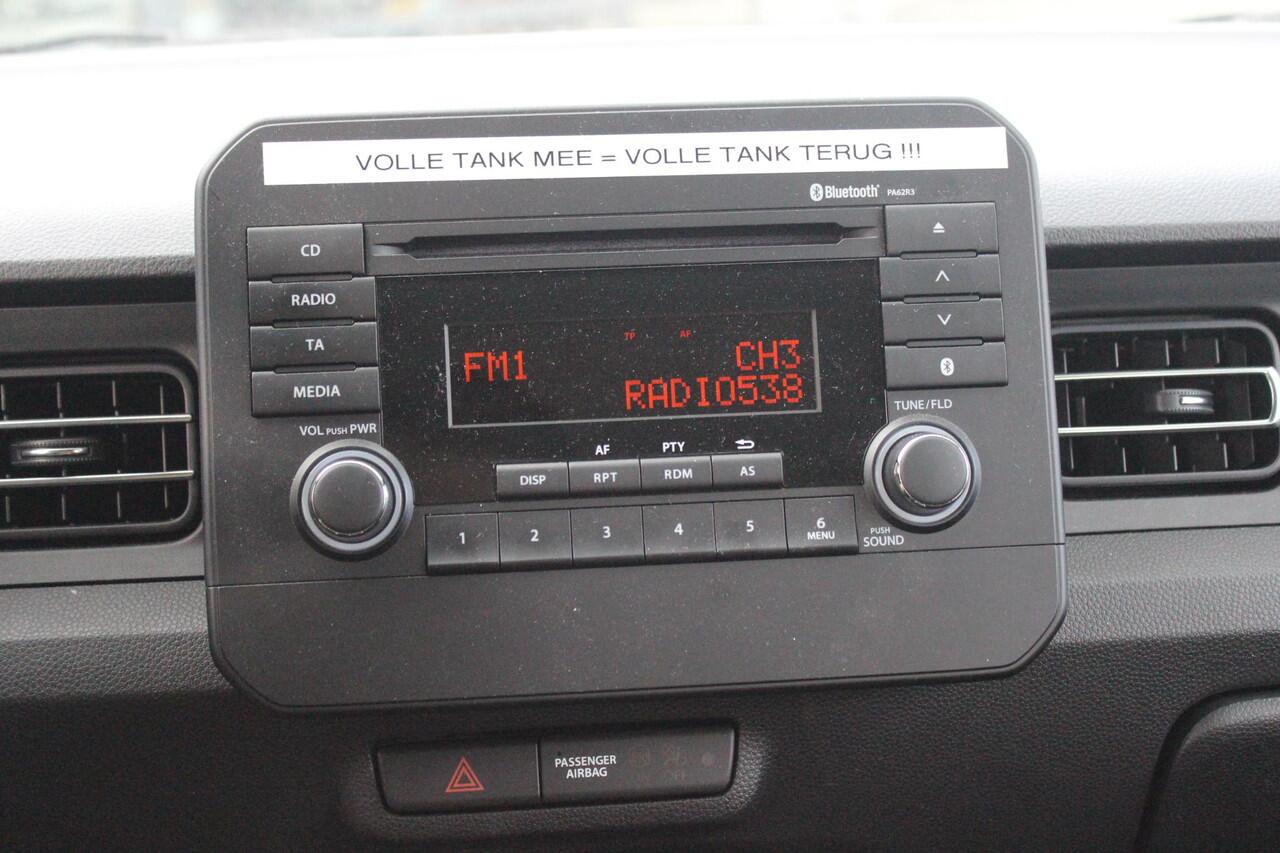 VOLLE TANK MEE = VOLLE TANK TERUG !!!
Bluetooth PA62R3
CD
RADIO
TA
MEDIA
TP AF
FM1 CH3
RADIO538
VOL PUSH PWR
TUNE/FLD
AF PTY
DISP RPT RDM AS
1 2 3 4 5 6
MENU
PUSH
SOUND
PASSENGER
AIRBAG